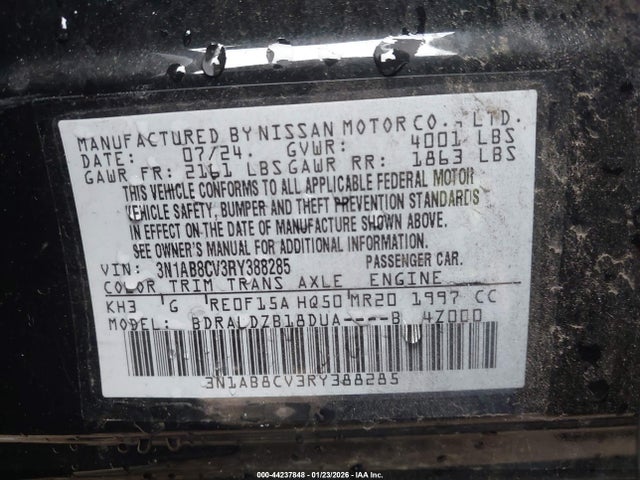 MANUFACTURED BY NISSAN MOTOR CO., LTD.
DATE: 07/24. GVWR: 4001 LBS
GAWR FR: 2161 LBS GAWR RR: 1863 LBS
THIS VEHICLE CONFORMS TO ALL APPLICABLE FEDERAL MOTOR
VEHICLE SAFETY, BUMPER AND THEFT PREVENTION STANDARDS
IN EFFECT ON THE DATE OF MANUFACTURE SHOWN ABOVE.
SEE OWNER'S MANUAL FOR ADDITIONAL INFORMATION.
VIN: 3N1AB8CV3RY388285 PASSENGER CAR.
COLOR TRIM TRANS AXLE ENGINE
KH3 G RE0F15A HQ50 MR20 1997 CC
MODEL: BDRALDZB18DUA----B 4Z000
3N1AB8CV3RY388285
000-44237848 - 01/23/2026 - IAA Inc.